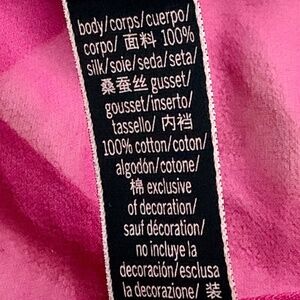 body/corps/cuerpo/
corpo/ 面料 100%
silk/soie/seda/seta/
桑蚕丝 gusset/
gousset/inserto/
tassello/ 内裆
100% cotton/coton/
algodón/cotone/
棉 exclusive
of decoration/
sauf décoration/
no incluye la
decoración/esclusa
la decorazione/ 装